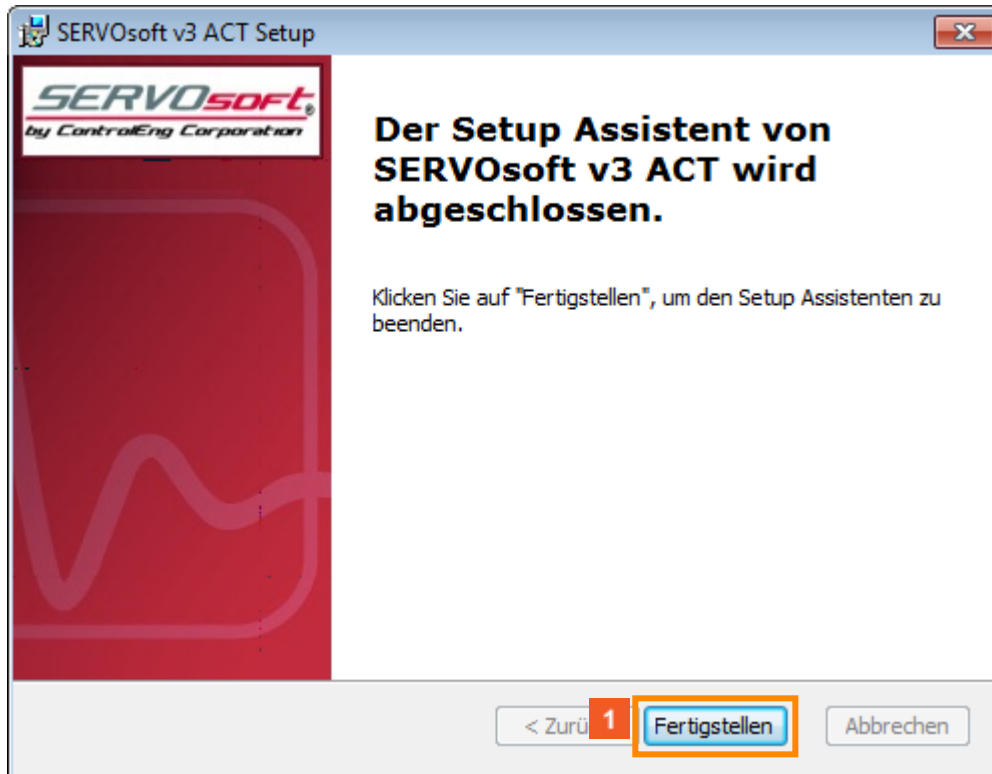 SERVOsoft v3 ACT Setup
SERVOsoft®
by ControlEng Corporation
Der Setup Assistent von
SERVOsoft v3 ACT wird
abgeschlossen.
Klicken Sie auf "Fertigstellen", um den Setup Assistenten zu
beenden.
< Zurü
1
Fertigstellen
Abbrechen